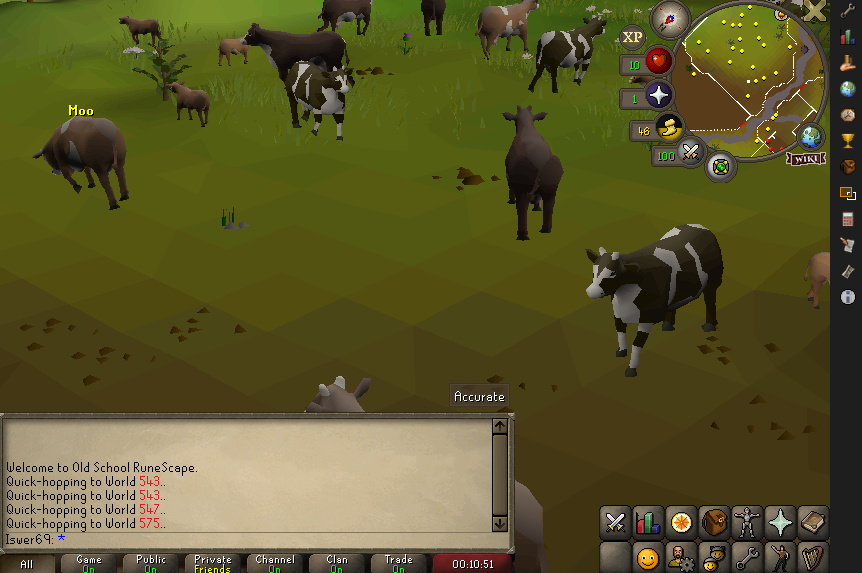 XP
10
1
46
100
WIKI
Moo
Accurate
Welcome to Old School RuneScape.
Quick-hopping to World 543..
Quick-hopping to World 543..
Quick-hopping to World 547..
Quick-hopping to World 575..
Iswer69: *
All
Game
On
Public
On
Private
Friends
Channel
On
Clan
On
Trade
On
00:10:51